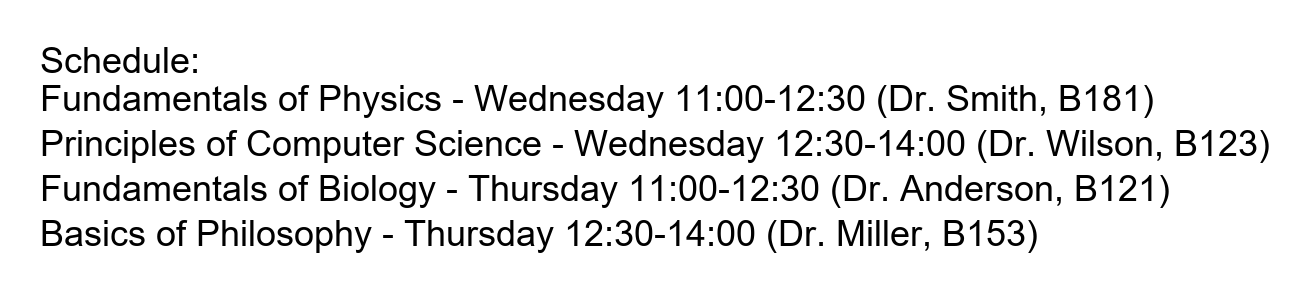 Schedule:
Fundamentals of Physics - Wednesday 11:00-12:30 (Dr. Smith, B181)
Principles of Computer Science - Wednesday 12:30-14:00 (Dr. Wilson, B123)
Fundamentals of Biology - Thursday 11:00-12:30 (Dr. Anderson, B121)
Basics of Philosophy - Thursday 12:30-14:00 (Dr. Miller, B153)